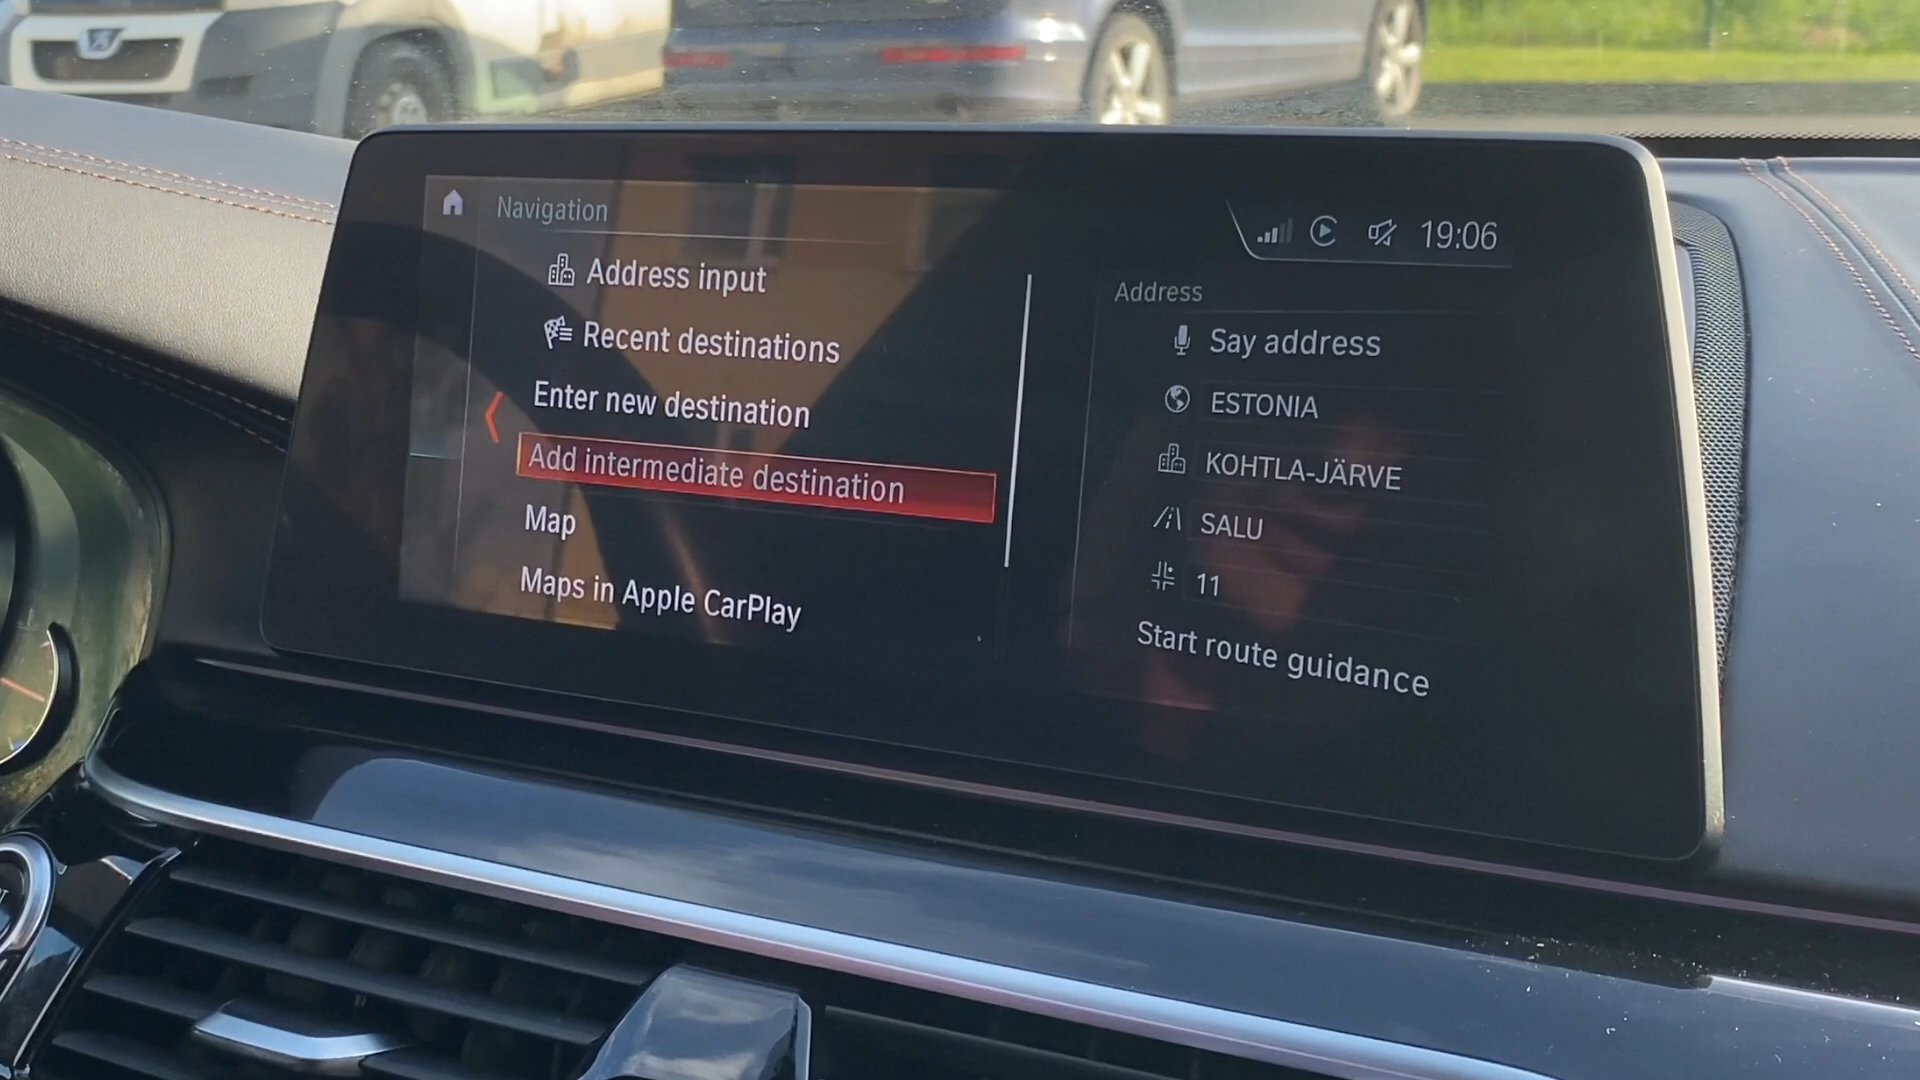 Navigation
Address input
Recent destinations
Enter new destination
Add intermediate destination
Map
Maps in Apple CarPlay
19:06
Address
Say address
ESTONIA
KOHTLA-JÄRVE
SALU
11
Start route guidance